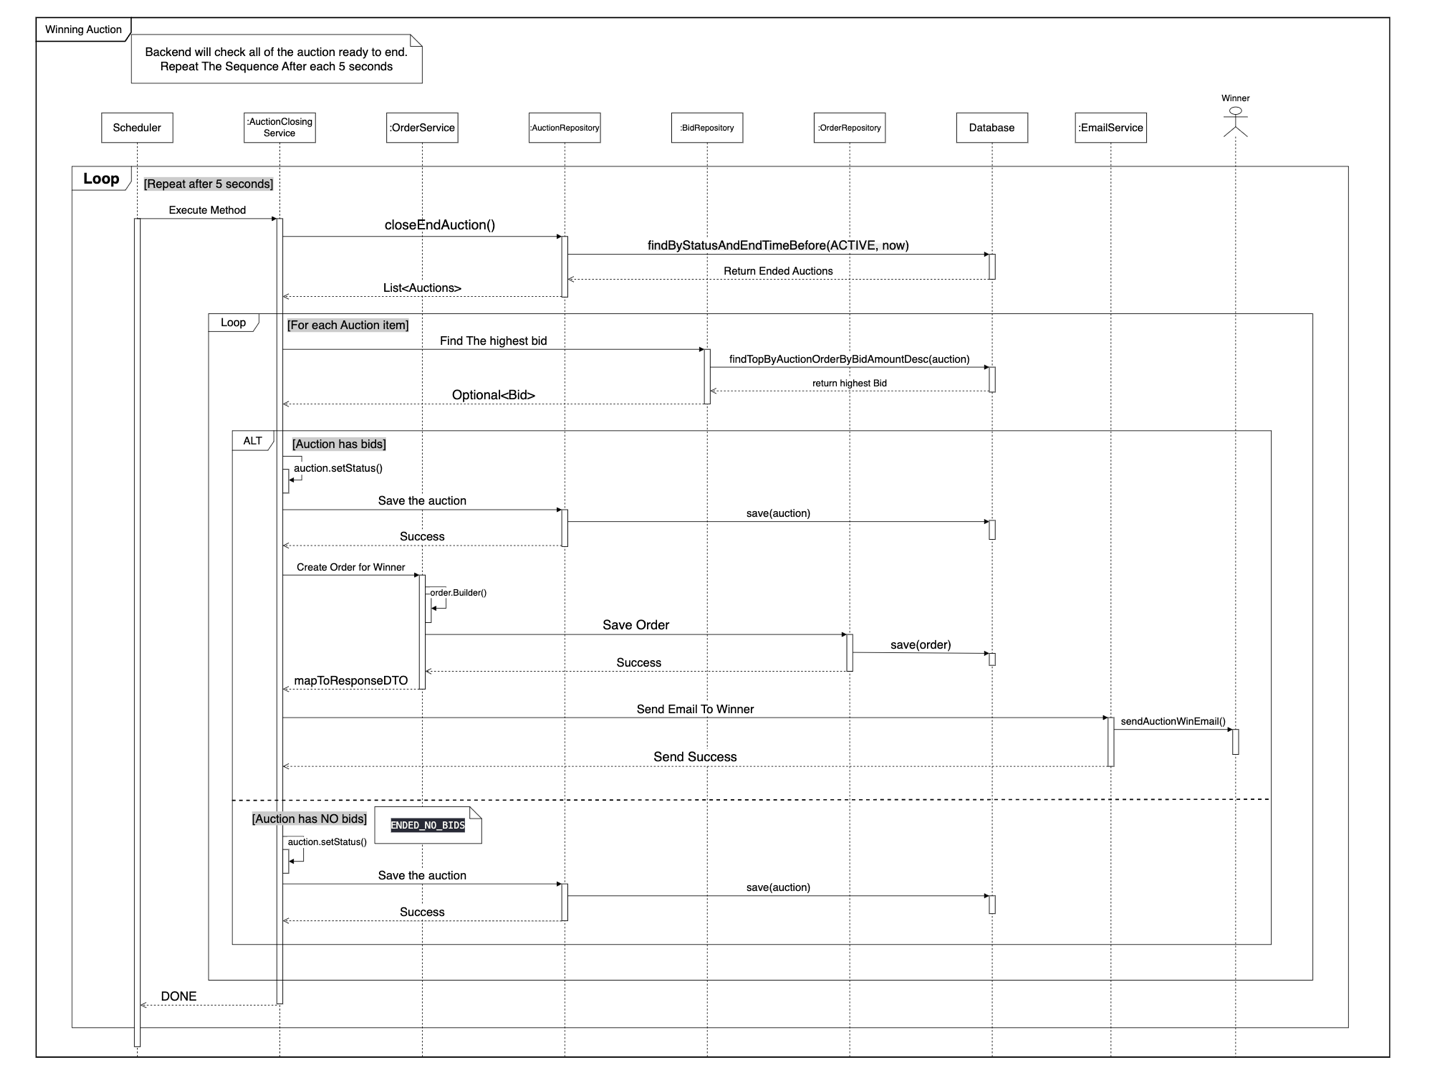 Winning Auction
Backend will check all of the auction ready to end.
Repeat The Sequence After each 5 seconds
Winner
Scheduler
:AuctionClosing
Service
:OrderService
:AuctionRepository
:BidRepository
:OrderRepository
Database
:EmailService
Loop
[Repeat after 5 seconds]
Execute Method
closeEndAuction()
findByStatusAndEndTimeBefore(ACTIVE, now)
Return Ended Auctions
List<Auctions>
Loop
[For each Auction item]
Find The highest bid
findTopByAuctionOrderByBidAmountDesc(auction)
return highest Bid
Optional<Bid>
ALT
[Auction has bids]
auction.setStatus()
Save the auction
save(auction)
Success
Create Order for Winner
order.Builder()
Save Order
save(order)
Success
mapToResponseDTO
Send Email To Winner
sendAuctionWinEmail()
Send Success
[Auction has NO bids]
ENDED_NO_BIDS
auction.setStatus()
Save the auction
save(auction)
Success
DONE